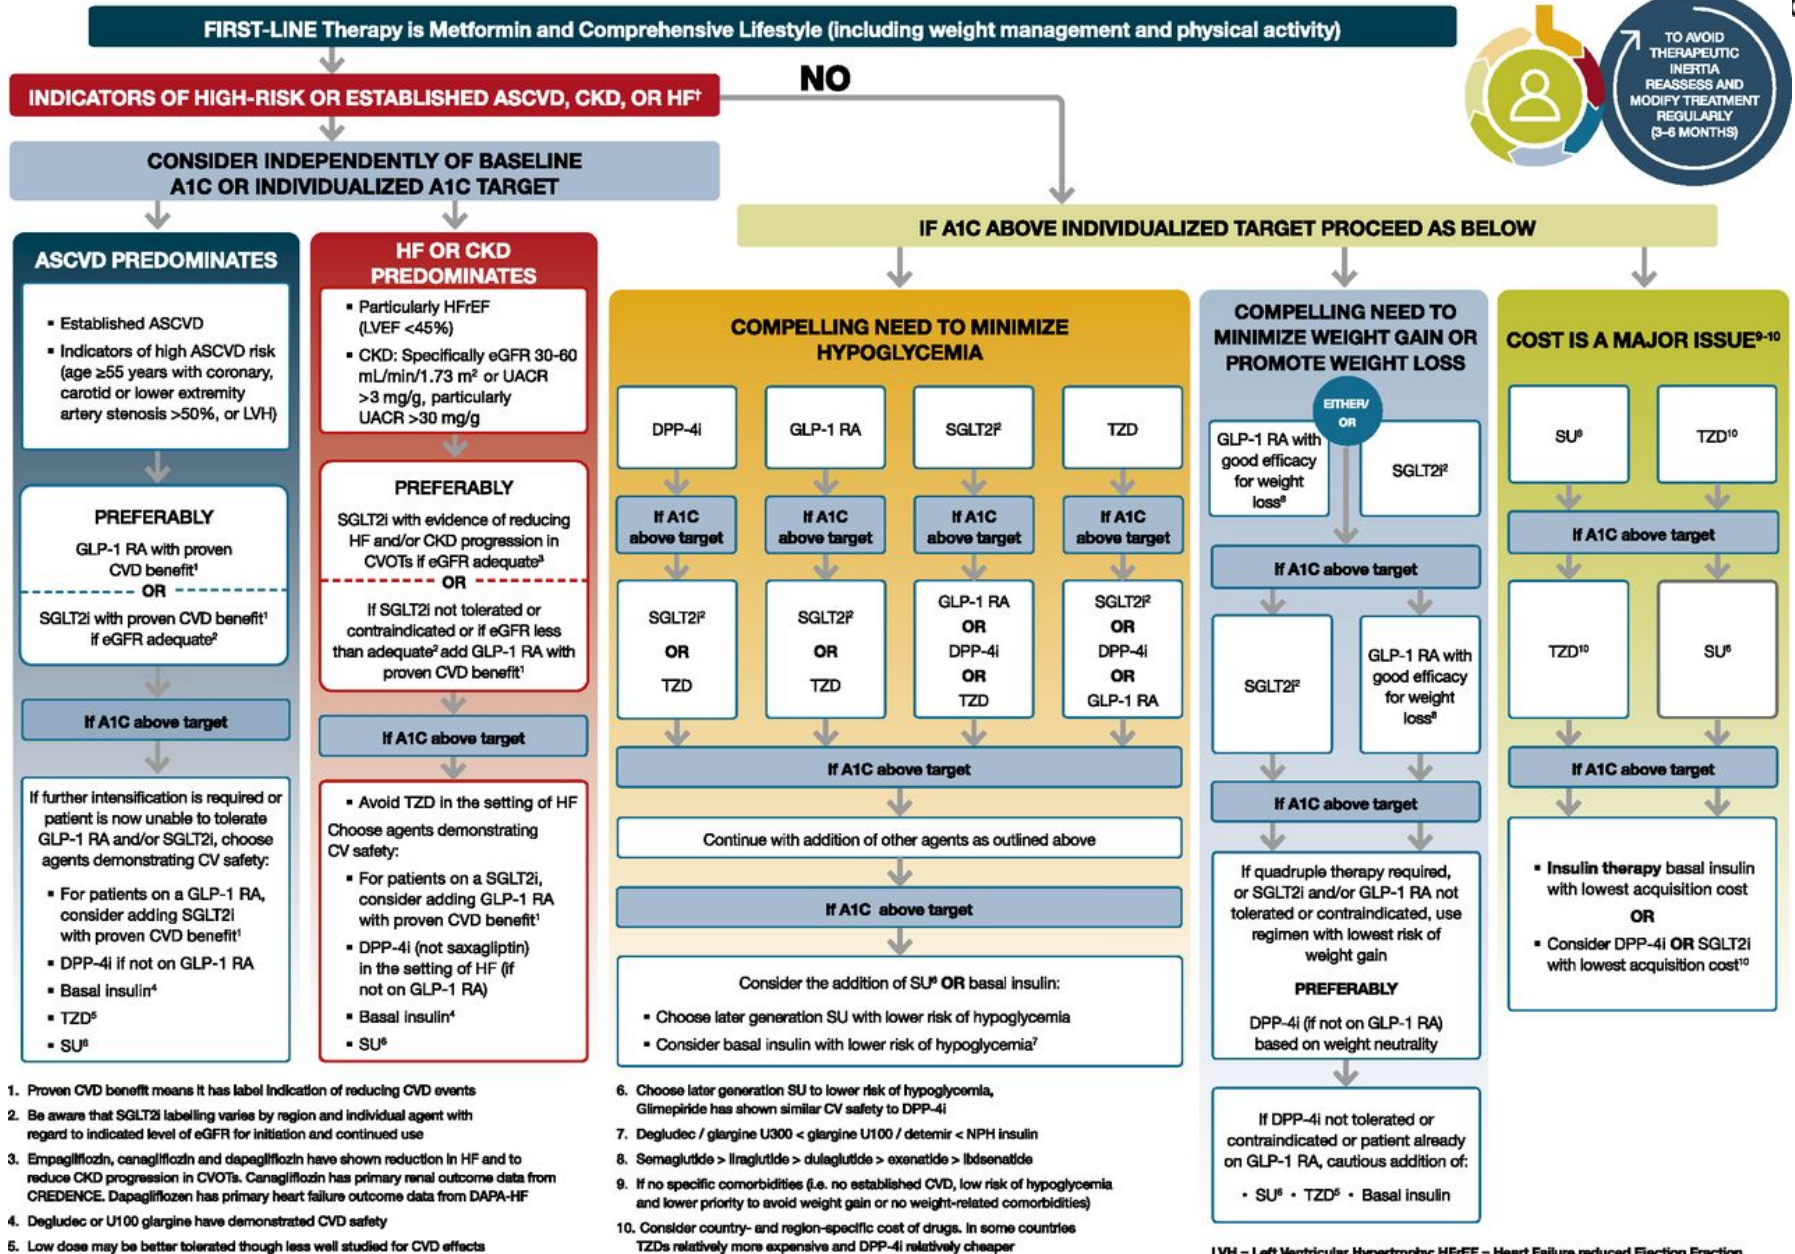 FIRST-LINE Therapy is Metformin and Comprehensive Lifestyle (including weight management and physical activity)
TO AVOID
THERAPEUTIC
INERTIA
REASSESS AND
MODIFY TREATMENT
REGULARLY
(3–6 MONTHS)
INDICATORS OF HIGH-RISK OR ESTABLISHED ASCVD, CKD, OR HF†
NO
CONSIDER INDEPENDENTLY OF BASELINE
A1C OR INDIVIDUALIZED A1C TARGET
IF A1C ABOVE INDIVIDUALIZED TARGET PROCEED AS BELOW
ASCVD PREDOMINATES
▪ Established ASCVD
▪ Indicators of high ASCVD risk
(age ≥55 years with coronary,
carotid or lower extremity
artery stenosis >50%, or LVH)
PREFERABLY
GLP-1 RA with proven
CVD benefit¹
OR
SGLT2i with proven CVD benefit¹
if eGFR adequate²
If A1C above target
If further intensification is required or
patient is now unable to tolerate
GLP-1 RA and/or SGLT2i, choose
agents demonstrating CV safety:
▪ For patients on a GLP-1 RA,
consider adding SGLT2i
with proven CVD benefit¹
▪ DPP-4i if not on GLP-1 RA
▪ Basal insulin⁴
▪ TZD⁵
▪ SU⁶
HF OR CKD
PREDOMINATES
▪ Particularly HFrEF
(LVEF <45%)
▪ CKD: Specifically eGFR 30-60
mL/min/1.73 m² or UACR
>3 mg/g, particularly
UACR >30 mg/g
PREFERABLY
SGLT2i with evidence of reducing
HF and/or CKD progression in
CVOTs if eGFR adequate³
OR
If SGLT2i not tolerated or
contraindicated or if eGFR less
than adequate² add GLP-1 RA with
proven CVD benefit¹
If A1C above target
▪ Avoid TZD in the setting of HF
Choose agents demonstrating
CV safety:
▪ For patients on a SGLT2i,
consider adding GLP-1 RA
with proven CVD benefit¹
▪ DPP-4i (not saxagliptin)
in the setting of HF (if
not on GLP-1 RA)
▪ Basal insulin⁴
▪ SU⁶
COMPELLING NEED TO MINIMIZE
HYPOGLYCEMIA
DPP-4i
GLP-1 RA
SGLT2i²
TZD
If A1C
above target
If A1C
above target
If A1C
above target
If A1C
above target
SGLT2i²
OR
TZD
SGLT2i²
OR
TZD
GLP-1 RA
OR
DPP-4i
OR
TZD
SGLT2i²
OR
DPP-4i
OR
GLP-1 RA
If A1C above target
Continue with addition of other agents as outlined above
If A1C above target
Consider the addition of SU⁶ OR basal insulin:
▪ Choose later generation SU with lower risk of hypoglycemia
▪ Consider basal insulin with lower risk of hypoglycemia⁷
COMPELLING NEED TO
MINIMIZE WEIGHT GAIN OR
PROMOTE WEIGHT LOSS
EITHER/
OR
GLP-1 RA with
good efficacy
for weight
loss⁸
SGLT2i²
If A1C above target
SGLT2i²
GLP-1 RA with
good efficacy
for weight
loss⁸
If A1C above target
If quadruple therapy required,
or SGLT2i and/or GLP-1 RA not
tolerated or contraindicated, use
regimen with lowest risk of
weight gain
PREFERABLY
DPP-4i (if not on GLP-1 RA)
based on weight neutrality
If DPP-4i not tolerated or
contraindicated or patient already
on GLP-1 RA, cautious addition of:
• SU⁶ • TZD⁵ • Basal insulin
COST IS A MAJOR ISSUE⁹⁻¹⁰
SU⁶
TZD¹⁰
If A1C above target
TZD¹⁰
SU⁶
If A1C above target
▪ Insulin therapy basal insulin
with lowest acquisition cost
OR
▪ Consider DPP-4i OR SGLT2i
with lowest acquisition cost¹⁰
1. Proven CVD benefit means it has label indication of reducing CVD events
2. Be aware that SGLT2i labelling varies by region and individual agent with
regard to indicated level of eGFR for initiation and continued use
3. Empagliflozin, canagliflozin and dapagliflozin have shown reduction in HF and to
reduce CKD progression in CVOTs. Canagliflozin has primary renal outcome data from
CREDENCE. Dapagliflozen has primary heart failure outcome data from DAPA-HF
4. Degludec or U100 glargine have demonstrated CVD safety
5. Low dose may be better tolerated though less well studied for CVD effects
6. Choose later generation SU to lower risk of hypoglycemia,
Glimepiride has shown similar CV safety to DPP-4i
7. Degludec / glargine U300 < glargine U100 / detemir < NPH insulin
8. Semaglutide > liraglutide > dulaglutide > exenatide > lixisenatide
9. If no specific comorbidities (i.e. no established CVD, low risk of hypoglycemia
and lower priority to avoid weight gain or no weight-related comorbidities)
10. Consider country- and region-specific cost of drugs. In some countries
TZDs relatively more expensive and DPP-4i relatively cheaper
LVH = Left Ventricular Hypertrophy; HFrEF = Heart Failure reduced Ejection Fraction